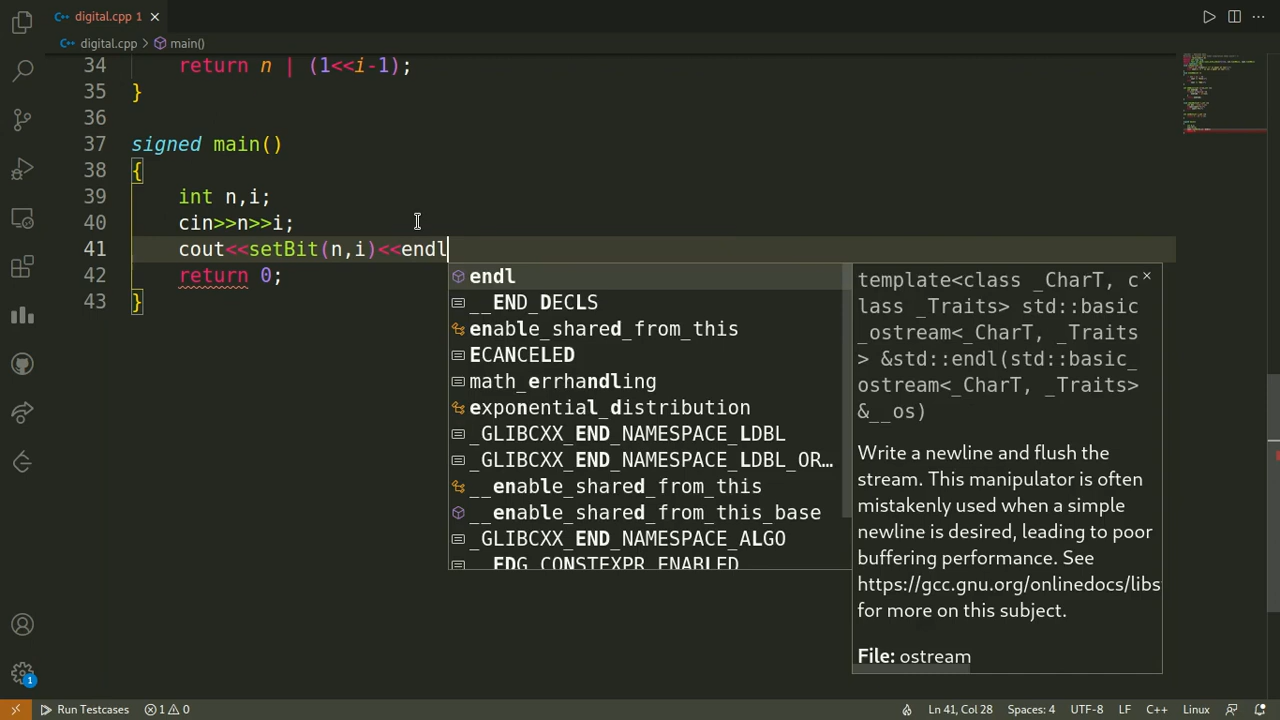 digital.cpp 1
digital.cpp > main()
34 return n | (1<<i-1);
35 }
36
37 signed main()
38 {
39 int n,i;
40 cin>>n>>i;
41 cout<<setBit(n,i)<<endl
42 return 0;
43 }
endl
__END_DECLS
enable_shared_from_this
ECANCELED
math_errhandling
exponential_distribution
_GLIBCXX_END_NAMESPACE_LDBL
_GLIBCXX_END_NAMESPACE_LDBL_OR…
__enable_shared_from_this
__enable_shared_from_this_base
_GLIBCXX_END_NAMESPACE_ALGO
__EDG_CONSTEXPR_ENABLED
template<class _CharT, c
lass _Traits> std::basic
_ostream<_CharT, _Traits
> &std::endl(std::basic_
ostream<_CharT, _Traits>
&__os)
Write a newline and flush the
stream. This manipulator is often
mistakenly used when a simple
newline is desired, leading to poor
buffering performance. See
https://gcc.gnu.org/onlinedocs/libs
for more on this subject.
File: ostream
1
Run Testcases 1 0 Ln 41, Col 28 Spaces: 4 UTF-8 LF C++ Linux